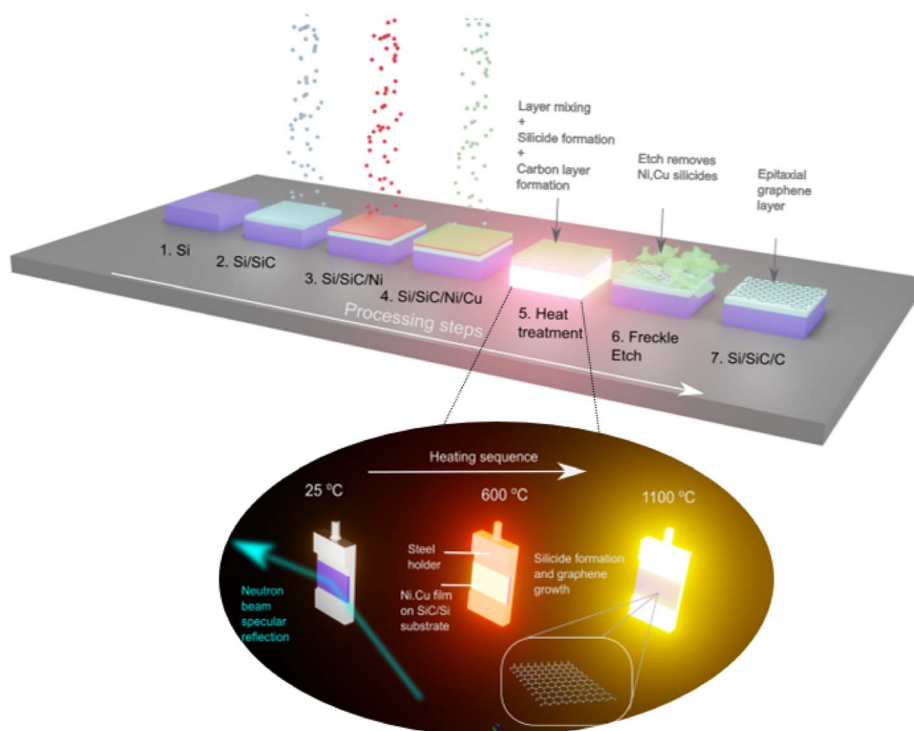 Layer mixing
+
Silicide formation
+
Carbon layer
formation
Etch removes
Ni,Cu silicides
Epitaxial
graphene
layer
1. Si
2. Si/SiC
3. Si/SiC/Ni
4. Si/SiC/Ni/Cu
5. Heat
treatment
6. Freckle
Etch
7. Si/SiC/C
Processing steps
Heating sequence
25 ºC
600 ºC
1100 ºC
Steel
holder
Ni.Cu film
on SiC/Si
substrate
Silicide formation
and graphene
growth
Neutron
beam
specular
reflection